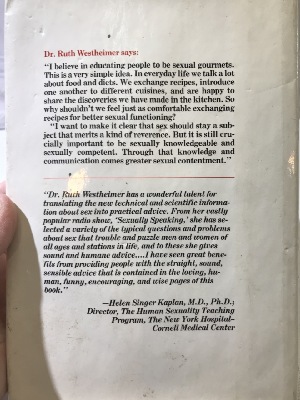 Dr. Ruth Westheimer says:
"I believe in educating people to be sexual gourmets.
This is a very simple idea. In everyday life we talk a lot
about food and diets. We exchange recipes, introduce
one another to different cuisines, and are happy to
share the discoveries we have made in the kitchen. So
why shouldn't we feel just as comfortable exchanging
recipes for better sexual functioning?
"I want to make it clear that sex should stay a sub-
ject that merits a kind of reverence. But it is still cru-
cially important to be sexually knowledgeable and
sexually competent. Through that knowledge and
communication comes greater sexual contentment."
"Dr. Ruth Westheimer has a wonderful talent for
translating the new technical and scientific informa-
tion about sex into practical advice. From her vastly
popular radio show, 'Sexually Speaking,' she has se-
lected a variety of the typical questions and problems
about sex that trouble and puzzle men and women of
all ages and stations in life, and to these she gives
sound and humane advice....I have seen great bene-
fits from providing people with the straight, sound,
sensible advice that is contained in the loving, hu-
man, funny, encouraging, and wise pages of this
book."
—Helen Singer Kaplan, M.D., Ph.D.;
Director, The Human Sexuality Teaching
Program, The New York Hospital–
Cornell Medical Center